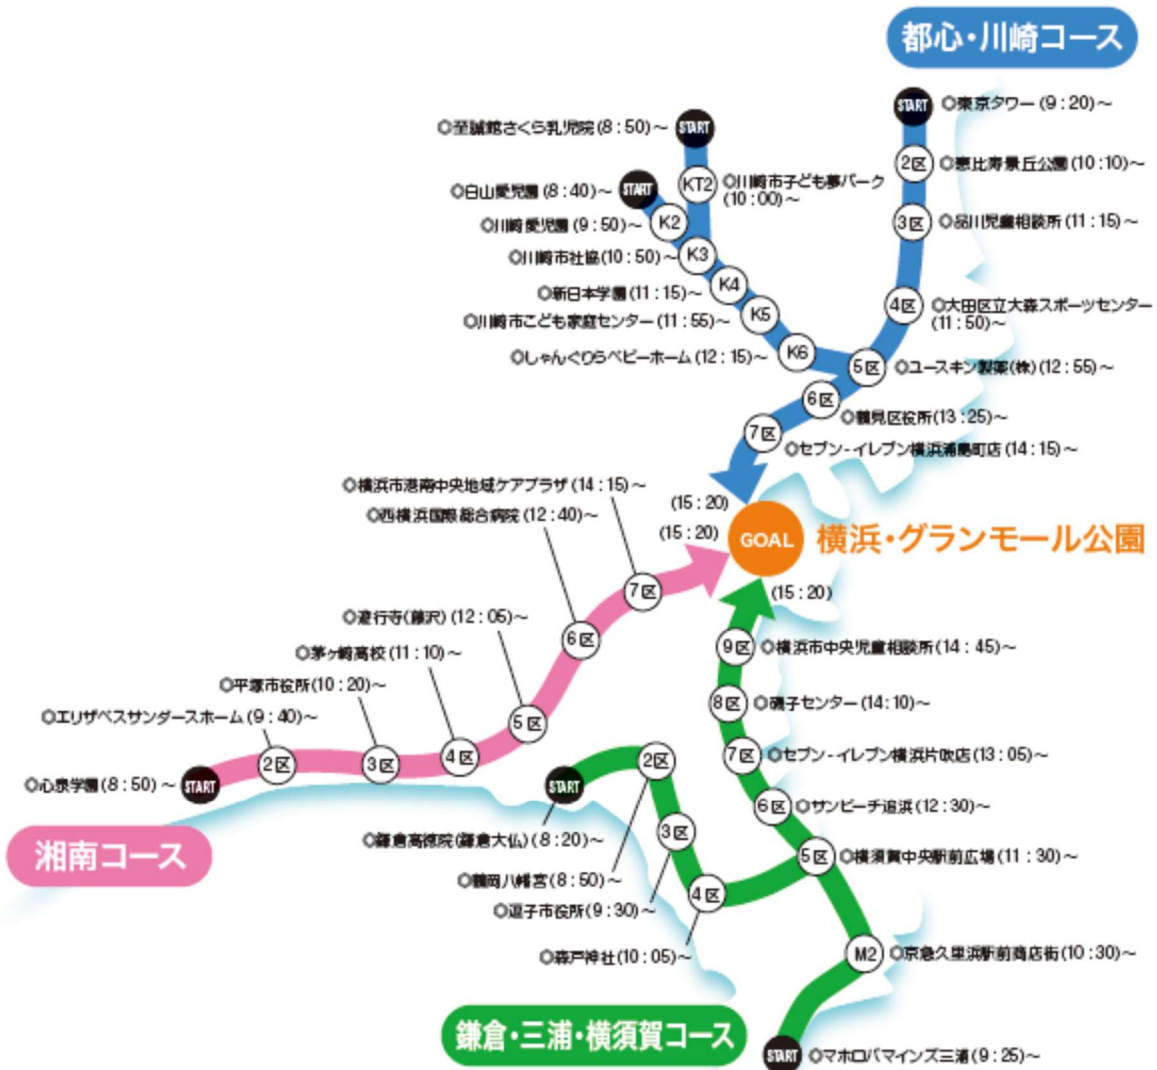 都心・川崎コース
START ◎東京タワー(9:20)～
2区 ◎恵比寿景丘公園(10:10)～
3区 ◎品川児童相談所(11:15)～
4区 ◎大田区立大森スポーツセンター
(11:50)～
◎至誠館さくら乳児院(8:50)～ START
KT2 ◎川崎市子ども夢パーク
(10:00)～
◎白山愛児園(8:40)～ START
◎川崎愛児園(9:50)～ K2
◎川崎市社協(10:50)～ K3
◎新日本学園(11:15)～ K4
◎川崎市こども家庭センター(11:55)～ K5
◎しゃんぐりらベビーホーム(12:15)～ K6
5区 ◎ユースキン製薬(株)(12:55)～
6区 ◎鶴見区役所(13:25)～
7区 ◎セブン-イレブン横浜浦島町店(14:15)～
(15:20)
(15:20)
GOAL 横浜・グランモール公園
(15:20)
◎横浜市港南中央地域ケアプラザ(14:15)～
◎西横浜国際総合病院(12:40)～
7区
6区
◎遊行寺(藤沢)(12:05)～
◎茅ヶ崎高校(11:10)～
◎平塚市役所(10:20)～
◎エリザベスサンダースホーム(9:40)～
5区
4区
3区
2区
◎心泉学園(8:50)～ START
湘南コース
9区 ◎横浜市中央児童相談所(14:45)～
8区 ◎磯子センター(14:10)～
7区 ◎セブン-イレブン横浜片吹店(13:05)～
6区 ◎サンビーチ追浜(12:30)～
5区 ◎横須賀中央駅前広場(11:30)～
START
2区
3区
4区
◎鎌倉高徳院(鎌倉大仏)(8:20)～
◎鶴岡八幡宮(8:50)～
◎逗子市役所(9:30)～
◎森戸神社(10:05)～
M2 ◎京急久里浜駅前商店街(10:30)～
START ◎マホロバマインズ三浦(9:25)～
鎌倉・三浦・横須賀コース